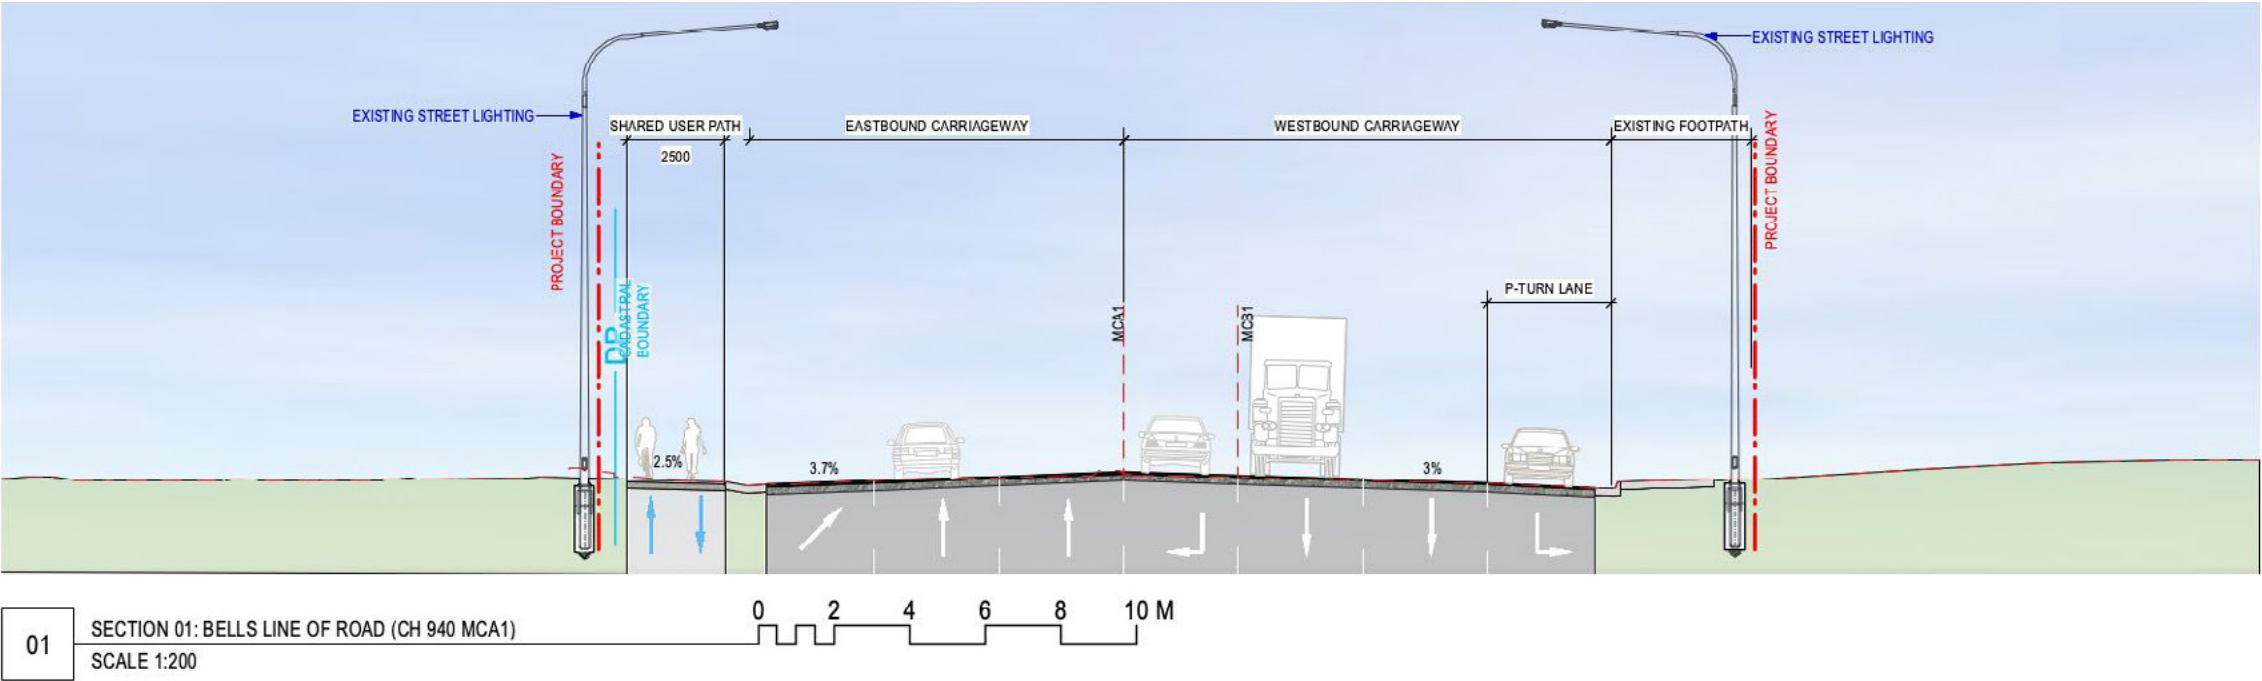 EXISTING STREET LIGHTING
EXISTING STREET LIGHTING
SHARED USER PATH
EASTBOUND CARRIAGEWAY
WESTBOUND CARRIAGEWAY
EXISTING FOOTPATH
2500
PROJECT BOUNDARY
PROJECT BOUNDARY
DB
CADASTRAL
BOUNDARY
P-TURN LANE
MCA1
MCB1
2.5%
3.7%
3%
0 2 4 6 8 10 M
01
SECTION 01: BELLS LINE OF ROAD (CH 940 MCA1)
SCALE 1:200